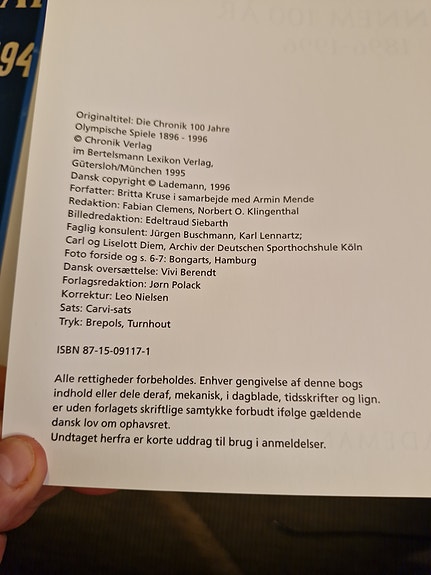 94
Originaltitel: Die Chronik 100 Jahre
Olympische Spiele 1896 - 1996
© Chronik Verlag
im Bertelsmann Lexikon Verlag,
Gütersloh/München 1995
Dansk copyright © Lademann, 1996
Forfatter: Britta Kruse i samarbejde med Armin Mende
Redaktion: Fabian Clemens, Norbert O. Klingenthal
Billedredaktion: Edeltraud Siebarth
Faglig konsulent: Jürgen Buschmann, Karl Lennartz;
Carl og Liselott Diem, Archiv der Deutschen Sporthochschule Köln
Foto forside og s. 6-7: Bongarts, Hamburg
Dansk oversættelse: Vivi Berendt
Forlagsredaktion: Jørn Polack
Korrektur: Leo Nielsen
Sats: Carvi-sats
Tryk: Brepols, Turnhout
ISBN 87-15-09117-1
Alle rettigheder forbeholdes. Enhver gengivelse af denne bogs
indhold eller dele deraf, mekanisk, i dagblade, tidsskrifter og lign.
er uden forlagets skriftlige samtykke forbudt ifølge gældende
dansk lov om ophavsret.
Undtaget herfra er korte uddrag til brug i anmeldelser.